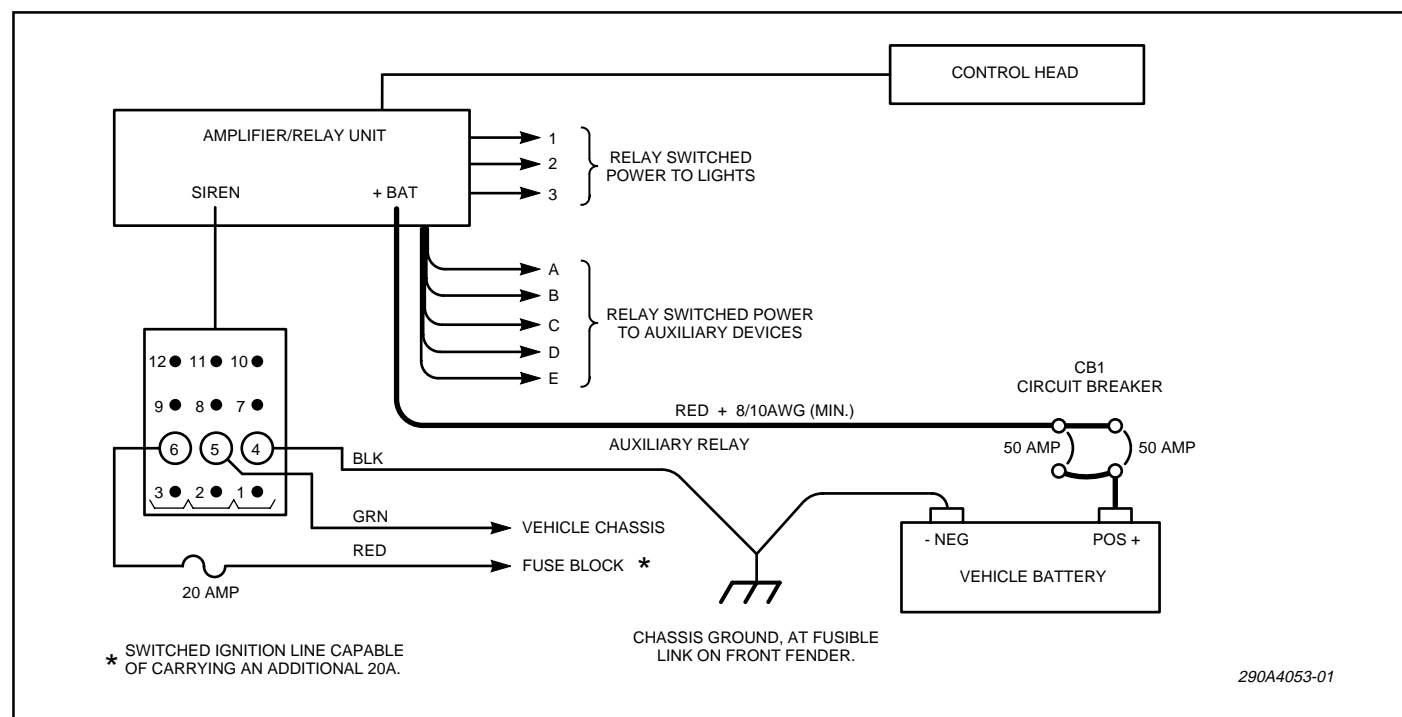 CONTROL HEAD
AMPLIFIER/RELAY UNIT
SIREN
+ BAT
1
2
3
RELAY SWITCHED
POWER TO LIGHTS
A
B
C
D
E
RELAY SWITCHED POWER
TO AUXILIARY DEVICES
12 11 10
9 8 7
6 5 4
3 2 1
CB1
CIRCUIT BREAKER
RED + 8/10AWG (MIN.)
AUXILIARY RELAY
50 AMP
50 AMP
BLK
GRN
VEHICLE CHASSIS
RED
FUSE BLOCK *
20 AMP
- NEG
POS +
VEHICLE BATTERY
CHASSIS GROUND, AT FUSIBLE
LINK ON FRONT FENDER.
* SWITCHED IGNITION LINE CAPABLE
OF CARRYING AN ADDITIONAL 20A.
290A4053-01